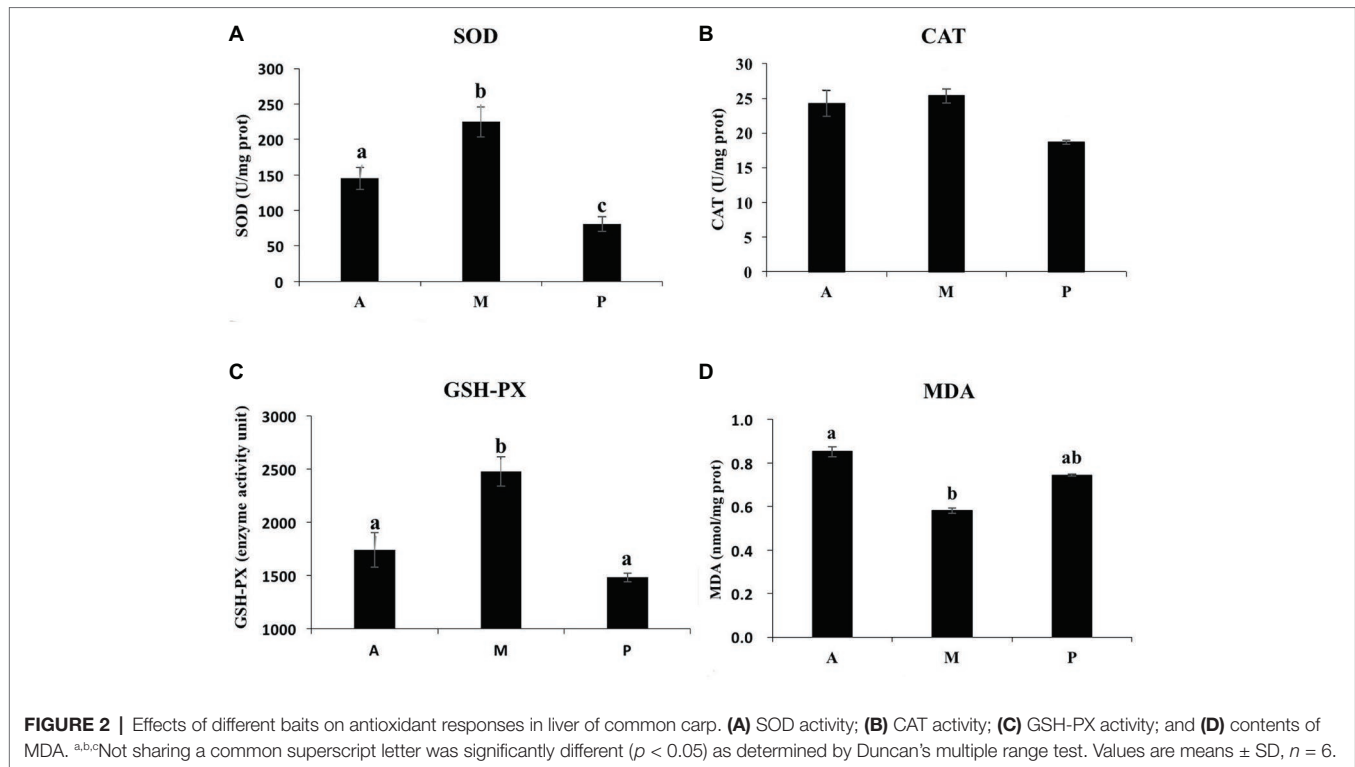 A
SOD
SOD (U/mg prot)
300
250
200
150
100
50
0
a
b
c
A M P
B
CAT
CAT (U/mg prot)
30
25
20
15
10
5
0
A M P
C
GSH-PX
GSH-PX (enzyme activity unit)
3000
2500
2000
1500
1000
a
b
a
A M P
D
MDA
MDA (nmol/mg prot)
1.0
0.8
0.6
0.4
0.2
0.0
a
b
ab
A M P
FIGURE 2 | Effects of different baits on antioxidant responses in liver of common carp. (A) SOD activity; (B) CAT activity; (C) GSH-PX activity; and (D) contents of
MDA. a,b,cNot sharing a common superscript letter was significantly different (p < 0.05) as determined by Duncan's multiple range test. Values are means ± SD, n = 6.